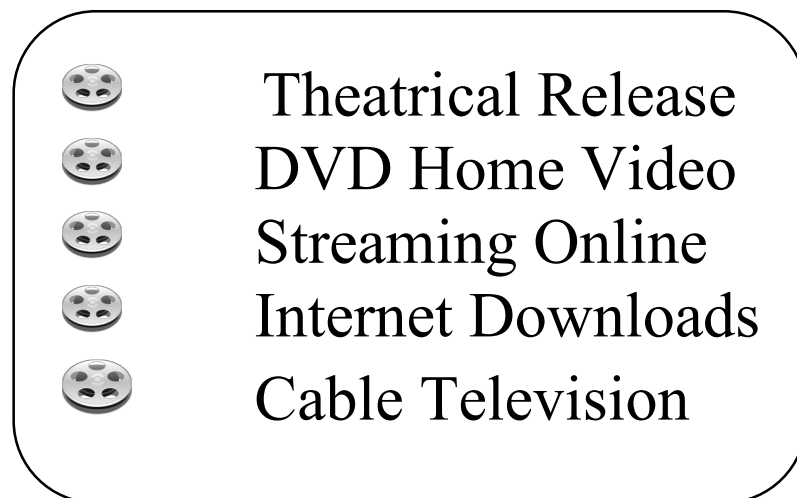 Theatrical Release
DVD Home Video
Streaming Online
Internet Downloads
Cable Television